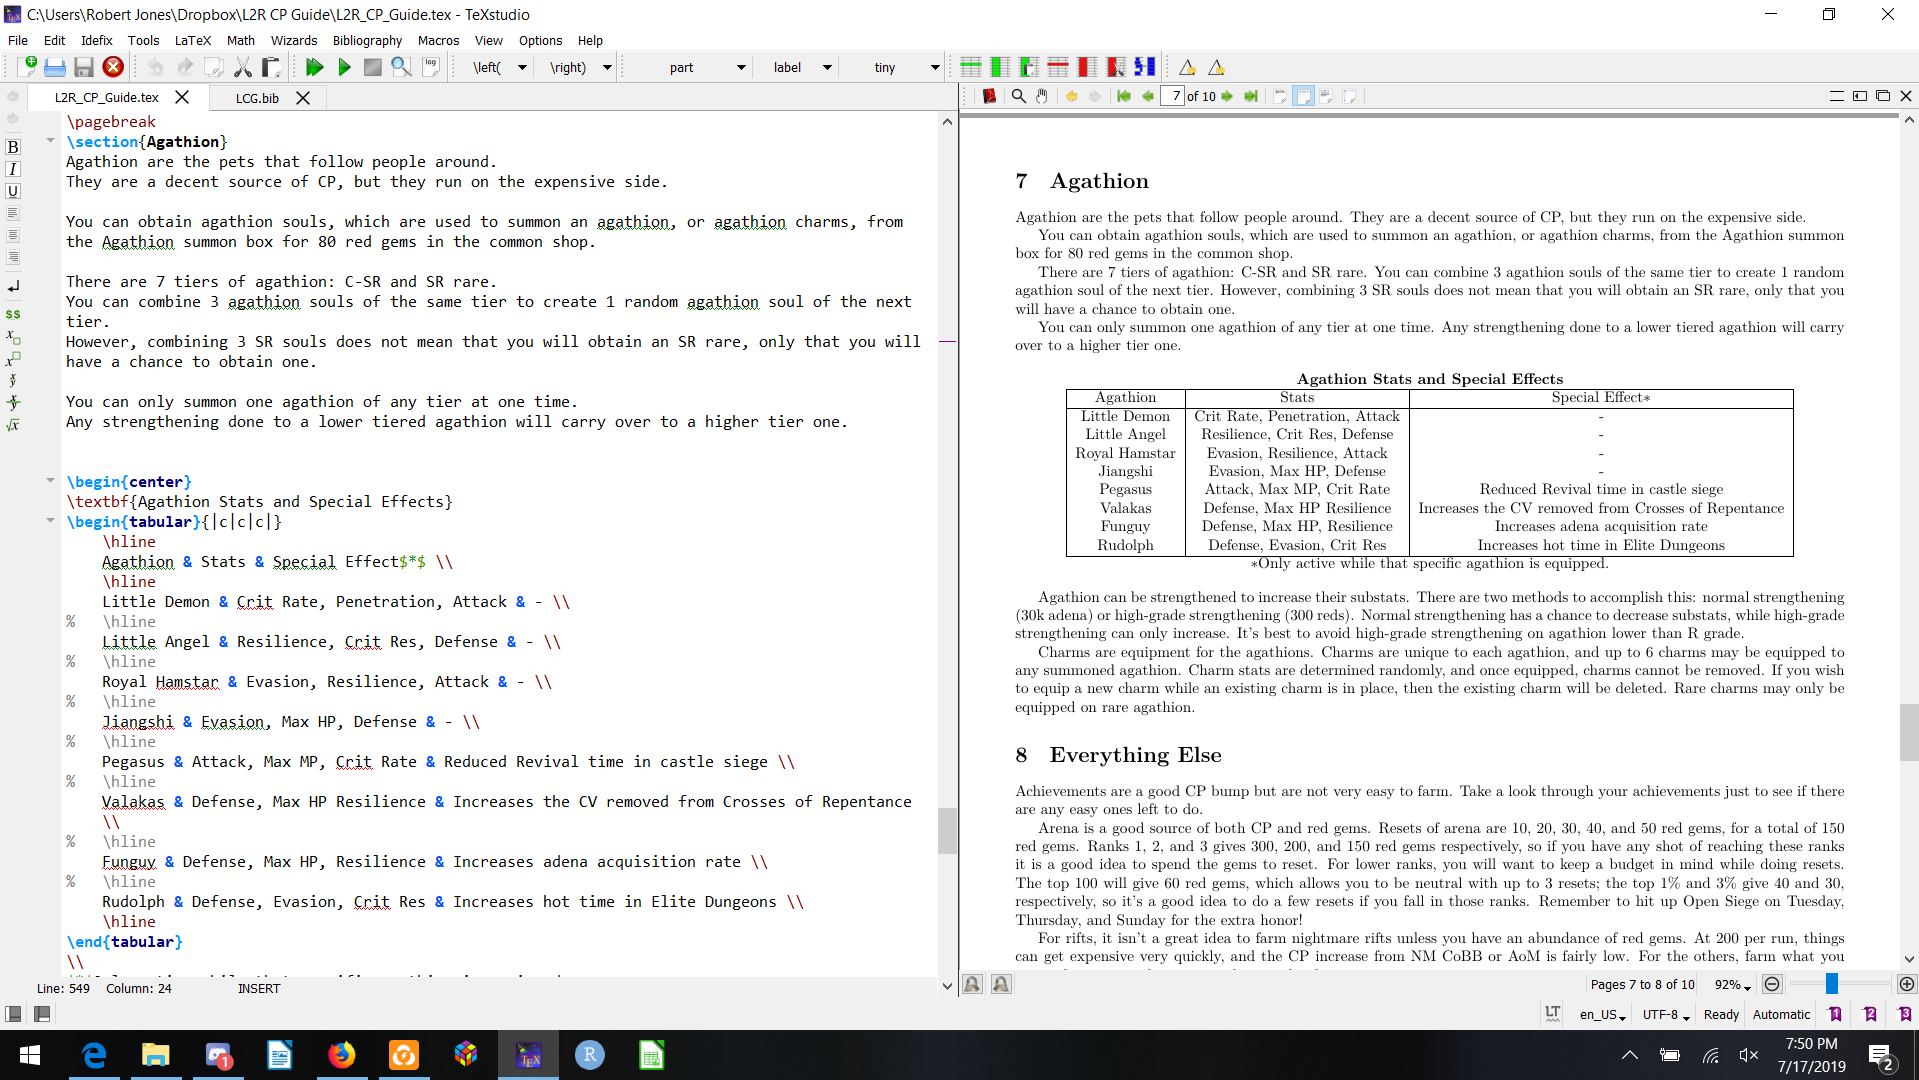 C:\Users\Robert Jones\Dropbox\L2R CP Guide\L2R_CP_Guide.tex - TeXstudio
File Edit Idefix Tools LaTeX Math Wizards Bibliography Macros View Options Help
\left( \right) part label tiny
L2R_CP_Guide.tex LCG.bib
7 of 10
\pagebreak
\section{Agathion}
Agathion are the pets that follow people around.
They are a decent source of CP, but they run on the expensive side.
You can obtain agathion souls, which are used to summon an agathion, or agathion charms, from
the Agathion summon box for 80 red gems in the common shop.
There are 7 tiers of agathion: C-SR and SR rare.
You can combine 3 agathion souls of the same tier to create 1 random agathion soul of the next
tier.
However, combining 3 SR souls does not mean that you will obtain an SR rare, only that you will
have a chance to obtain one.
You can only summon one agathion of any tier at one time.
Any strengthening done to a lower tiered agathion will carry over to a higher tier one.
\begin{center}
\textbf{Agathion Stats and Special Effects}
\begin{tabular}{|c|c|c|}
\hline
Agathion & Stats & Special Effect$*$ \\
\hline
Little Demon & Crit Rate, Penetration, Attack & - \\
% \hline
Little Angel & Resilience, Crit Res, Defense & - \\
% \hline
Royal Hamstar & Evasion, Resilience, Attack & - \\
% \hline
Jiangshi & Evasion, Max HP, Defense & - \\
% \hline
Pegasus & Attack, Max MP, Crit Rate & Reduced Revival time in castle siege \\
% \hline
Valakas & Defense, Max HP Resilience & Increases the CV removed from Crosses of Repentance
\\
% \hline
Funguy & Defense, Max HP, Resilience & Increases adena acquisition rate \\
% \hline
Rudolph & Defense, Evasion, Crit Res & Increases hot time in Elite Dungeons \\
\hline
\end{tabular}
\\
Line: 549 Column: 24 INSERT
7 Agathion
Agathion are the pets that follow people around. They are a decent source of CP, but they run on the expensive side.
You can obtain agathion souls, which are used to summon an agathion, or agathion charms, from the Agathion summon
box for 80 red gems in the common shop.
There are 7 tiers of agathion: C-SR and SR rare. You can combine 3 agathion souls of the same tier to create 1 random
agathion soul of the next tier. However, combining 3 SR souls does not mean that you will obtain an SR rare, only that you
will have a chance to obtain one.
You can only summon one agathion of any tier at one time. Any strengthening done to a lower tiered agathion will carry
over to a higher tier one.
Agathion Stats and Special Effects
Agathion Stats Special Effect*
Little Demon Crit Rate, Penetration, Attack -
Little Angel Resilience, Crit Res, Defense -
Royal Hamstar Evasion, Resilience, Attack -
Jiangshi Evasion, Max HP, Defense -
Pegasus Attack, Max MP, Crit Rate Reduced Revival time in castle siege
Valakas Defense, Max HP Resilience Increases the CV removed from Crosses of Repentance
Funguy Defense, Max HP, Resilience Increases adena acquisition rate
Rudolph Defense, Evasion, Crit Res Increases hot time in Elite Dungeons
*Only active while that specific agathion is equipped.
Agathion can be strengthened to increase their substats. There are two methods to accomplish this: normal strengthening
(30k adena) or high-grade strengthening (300 reds). Normal strengthening has a chance to decrease substats, while high-grade
strengthening can only increase. It's best to avoid high-grade strengthening on agathion lower than R grade.
Charms are equipment for the agathions. Charms are unique to each agathion, and up to 6 charms may be equipped to
any summoned agathion. Charm stats are determined randomly, and once equipped, charms cannot be removed. If you wish
to equip a new charm while an existing charm is in place, then the existing charm will be deleted. Rare charms may only be
equipped on rare agathion.
8 Everything Else
Achievements are a good CP bump but are not very easy to farm. Take a look through your achievements just to see if there
are any easy ones left to do.
Arena is a good source of both CP and red gems. Resets of arena are 10, 20, 30, 40, and 50 red gems, for a total of 150
red gems. Ranks 1, 2, and 3 gives 300, 200, and 150 red gems respectively, so if you have any shot of reaching these ranks
it is a good idea to spend the gems to reset. For lower ranks, you will want to keep a budget in mind while doing resets.
The top 100 will give 60 red gems, which allows you to be neutral with up to 3 resets; the top 1% and 3% give 40 and 30,
respectively, so it's a good idea to do a few resets if you fall in those ranks. Remember to hit up Open Siege on Tuesday,
Thursday, and Sunday for the extra honor!
For rifts, it isn't a great idea to farm nightmare rifts unless you have an abundance of red gems. At 200 per run, things
can get expensive very quickly, and the CP increase from NM CoBB or AoM is fairly low. For the others, farm what you
Pages 7 to 8 of 10 92%
LT en_US UTF-8 Ready Automatic 1 2 3
7:50 PM
7/17/2019
2